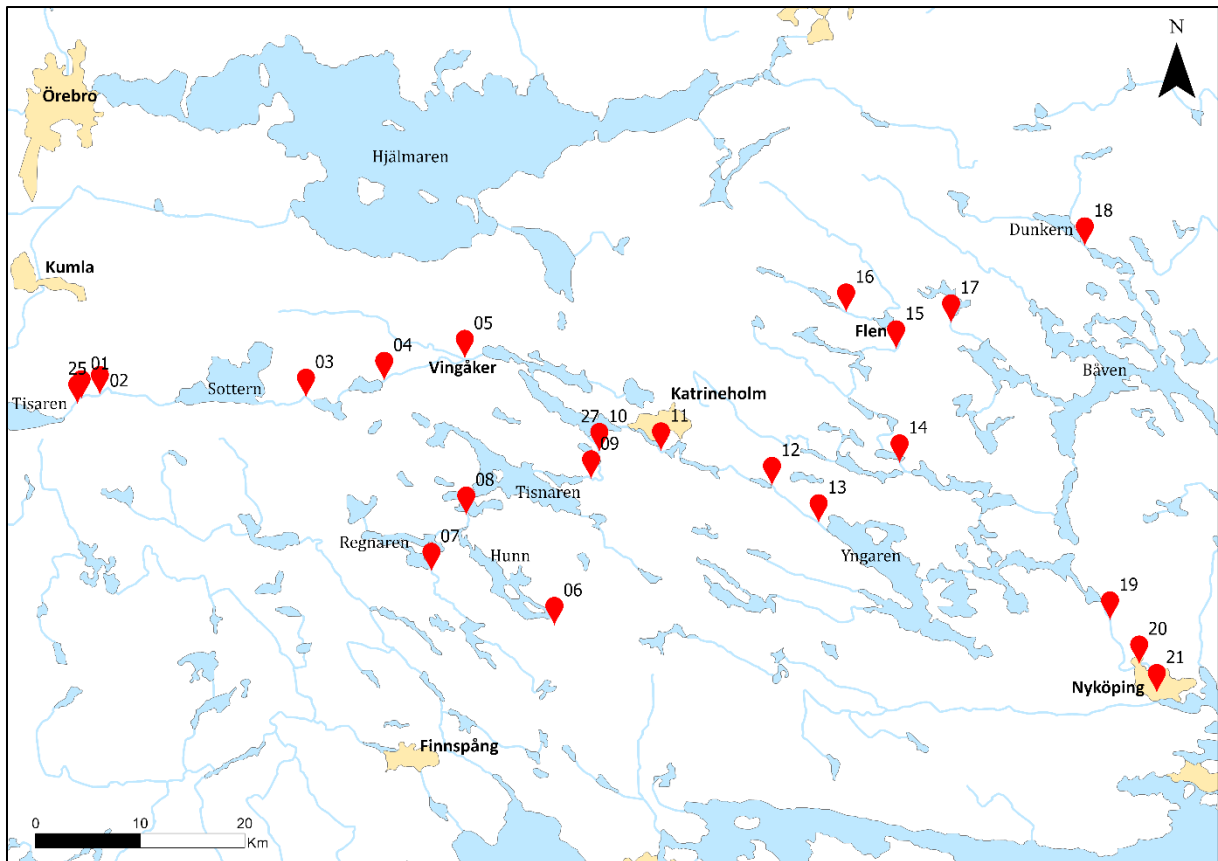 N
Örebro
Hjälmaren
18
Dunkern
Kumla
16
17
15
Flen
05
04
Vingåker
Båven
25
01
02
03
Sottern
Tisaren
Katrineholm
27
10
11
09
14
12
08
Tisnaren
13
07
Regnaren
Hunn
Yngaren
06
19
20
21
Nyköping
Finnspång
0
10
20
Km